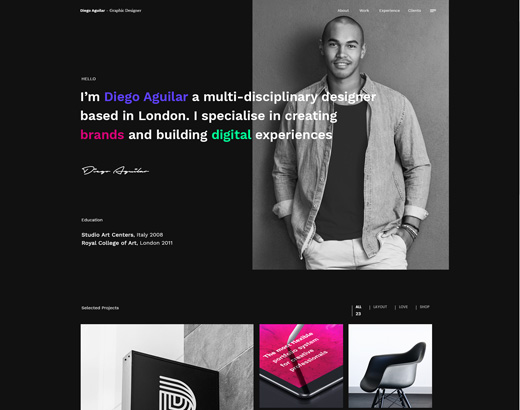 Diego Aguilar – Graphic Designer
About Work Experience Clients
HELLO
I'm Diego Aguilar a multi-disciplinary designer
based in London. I specialise in creating
brands and building digital experiences
Diego Aguilar
Education
Studio Art Centers, Italy 2008
Royal College of Art, London 2011
Selected Projects
ALL LAYOUT LOVE SHOP
23
The most flexible
portfolio system
for creative
professionals